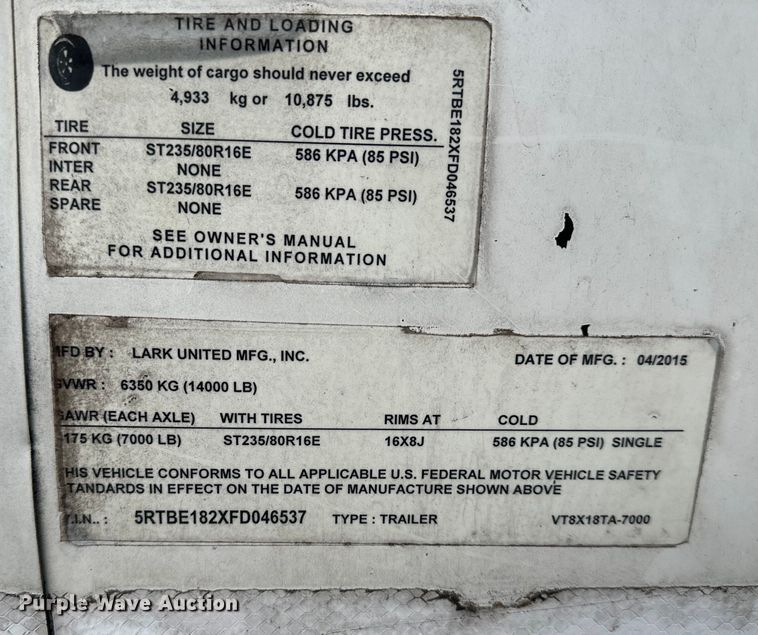 TIRE AND LOADING
INFORMATION
The weight of cargo should never exceed
4,933 kg or 10,875 lbs.
TIRE SIZE COLD TIRE PRESS.
FRONT ST235/80R16E 586 KPA (85 PSI)
INTER NONE
REAR ST235/80R16E 586 KPA (85 PSI)
SPARE NONE
SEE OWNER'S MANUAL
FOR ADDITIONAL INFORMATION
5RTBE182XFD046537
MFD BY : LARK UNITED MFG., INC. DATE OF MFG. : 04/2015
GVWR : 6350 KG (14000 LB)
GAWR (EACH AXLE) WITH TIRES RIMS AT COLD
175 KG (7000 LB) ST235/80R16E 16X8J 586 KPA (85 PSI) SINGLE
HIS VEHICLE CONFORMS TO ALL APPLICABLE U.S. FEDERAL MOTOR VEHICLE SAFETY
TANDARDS IN EFFECT ON THE DATE OF MANUFACTURE SHOWN ABOVE
.I.N.. : 5RTBE182XFD046537 TYPE : TRAILER VT8X18TA-7000
Purple Wave Auction